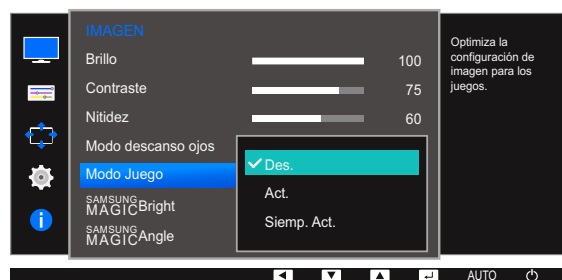 IMAGEN
Brillo 100
Contraste 75
Nitidez 60
Modo descanso ojos
Modo Juego
SAMSUNG MAGICBright
SAMSUNG MAGICAngle
Des.
Act.
Siemp. Act.
Optimiza la
configuración de
imagen para los
juegos.
AUTO